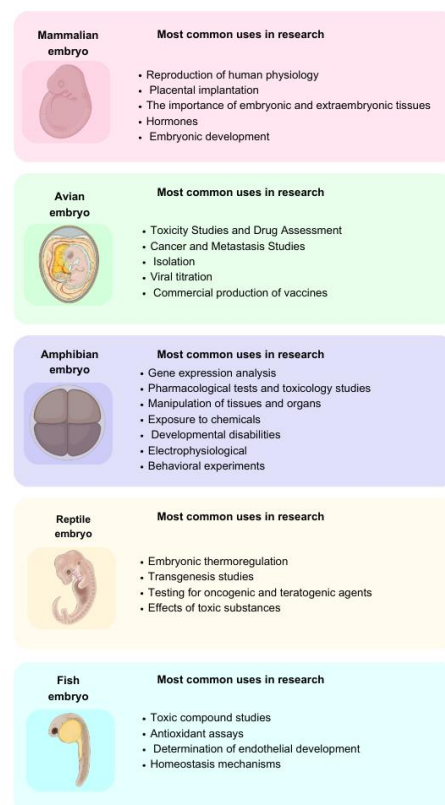 Mammalian
embryo
Most common uses in research
• Reproduction of human physiology
• Placental implantation
• The importance of embryonic and extraembryonic tissues
• Hormones
• Embryonic development
Avian
embryo
Most common uses in research
• Toxicity Studies and Drug Assessment
• Cancer and Metastasis Studies
• Isolation
• Viral titration
• Commercial production of vaccines
Amphibian
embryo
Most common uses in research
• Gene expression analysis
• Pharmacological tests and toxicology studies
• Manipulation of tissues and organs
• Exposure to chemicals
• Developmental disabilities
• Electrophysiological
• Behavioral experiments
Reptile
embryo
Most common uses in research
• Embryonic thermoregulation
• Transgenesis studies
• Testing for oncogenic and teratogenic agents
• Effects of toxic substances
Fish
embryo
Most common uses in research
• Toxic compound studies
• Antioxidant assays
• Determination of endothelial development
• Homeostasis mechanisms